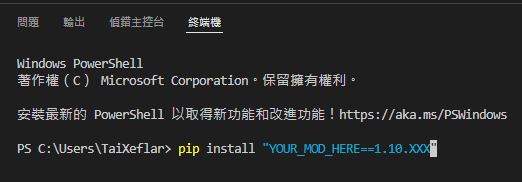 問題 輸出 偵錯主控台 終端機
Windows PowerShell
著作權 (C) Microsoft Corporation。保留擁有權利。
安裝最新的 PowerShell 以取得新功能和改進功能！https://aka.ms/PSWindows
PS C:\Users\TaiXeflar> pip install "YOUR_MOD_HERE==1.10.XXX"